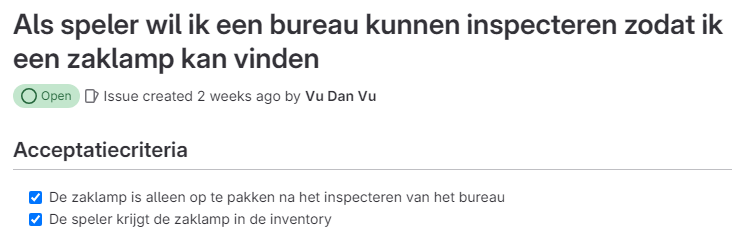 Als speler wil ik een bureau kunnen inspecteren zodat ik
een zaklamp kan vinden
Open Issue created 2 weeks ago by Vu Dan Vu
Acceptatiecriteria
De zaklamp is alleen op te pakken na het inspecteren van het bureau
De speler krijgt de zaklamp in de inventory